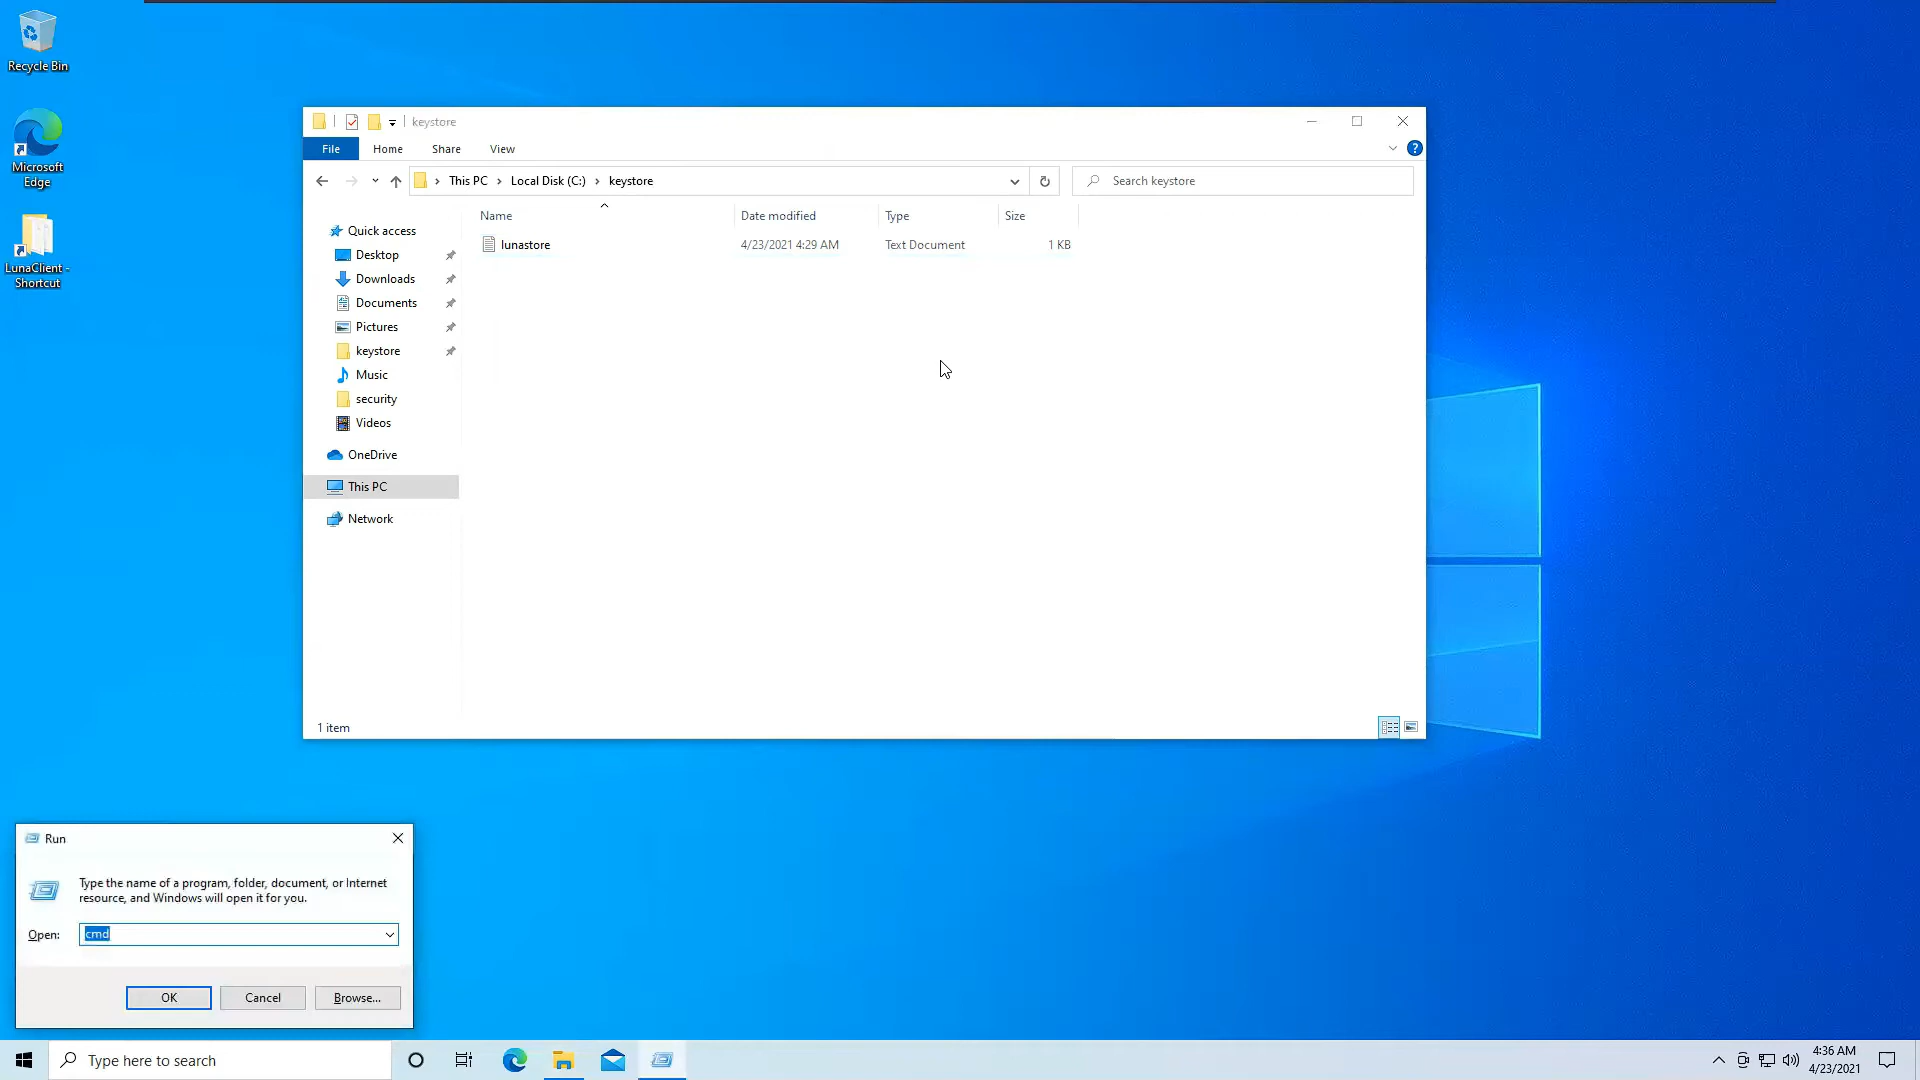 Recycle Bin
Microsoft
Edge
LunaClient -
Shortcut
keystore
File
Home
Share
View
This PC
Local Disk (C:)
keystore
Search keystore
Name
Date modified
Type
Size
lunastore
4/23/2021 4:29 AM
Text Document
1 KB
Quick access
Desktop
Downloads
Documents
Pictures
keystore
Music
security
Videos
OneDrive
This PC
Network
1 item
Run
Type the name of a program, folder, document, or Internet
resource, and Windows will open it for you.
Open:
cmd
OK
Cancel
Browse...
Type here to search
4:36 AM
4/23/2021